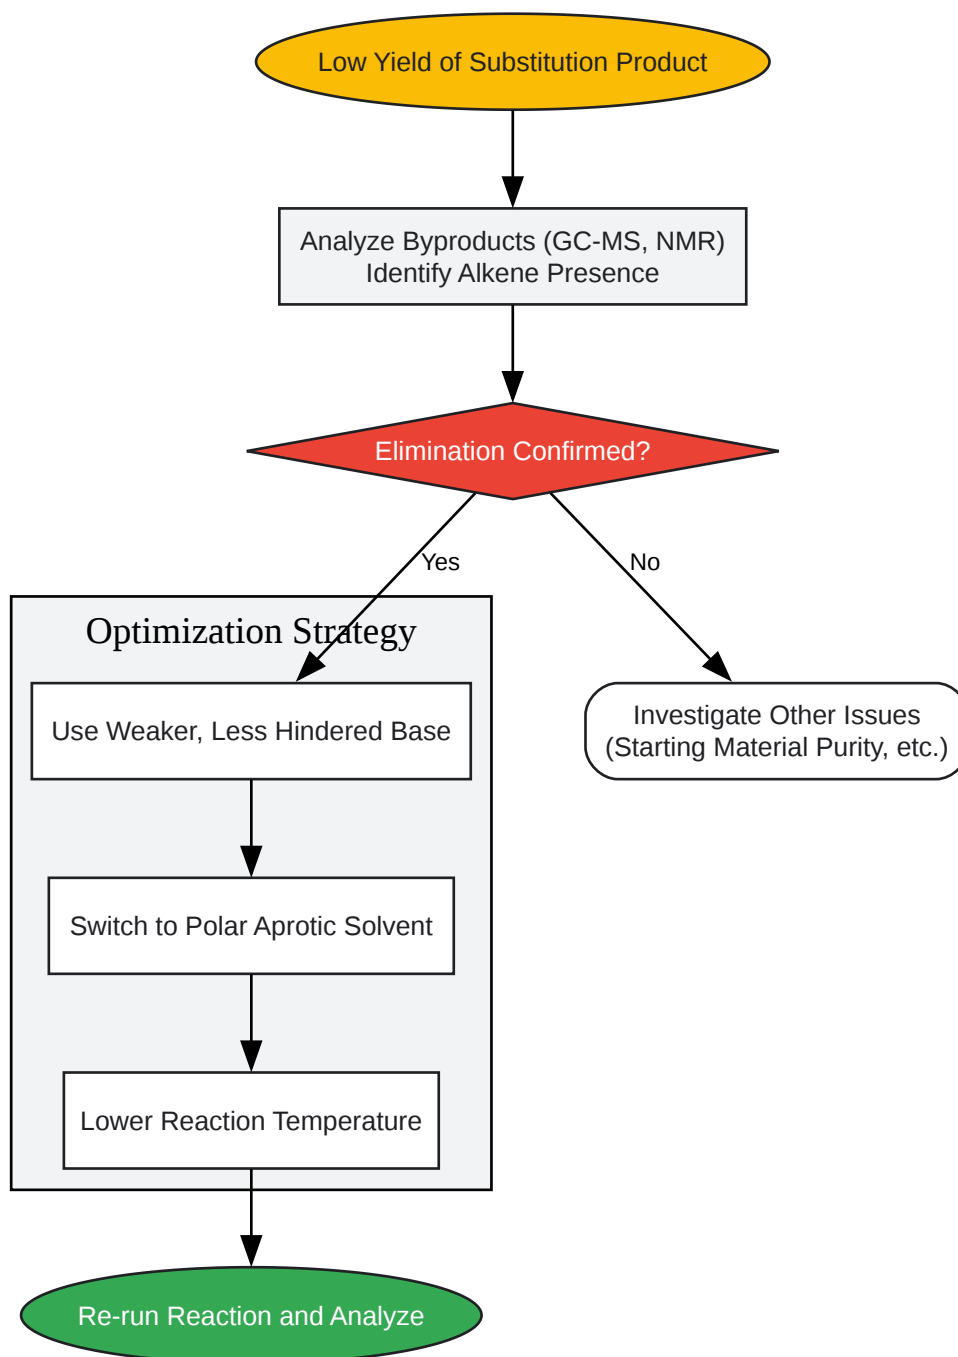 Low Yield of Substitution Product
Analyze Byproducts (GC-MS, NMR)
Identify Alkene Presence
Elimination Confirmed?
Yes
No
Optimization Strategy
Use Weaker, Less Hindered Base
Investigate Other Issues
(Starting Material Purity, etc.)
Switch to Polar Aprotic Solvent
Lower Reaction Temperature
Re-run Reaction and Analyze